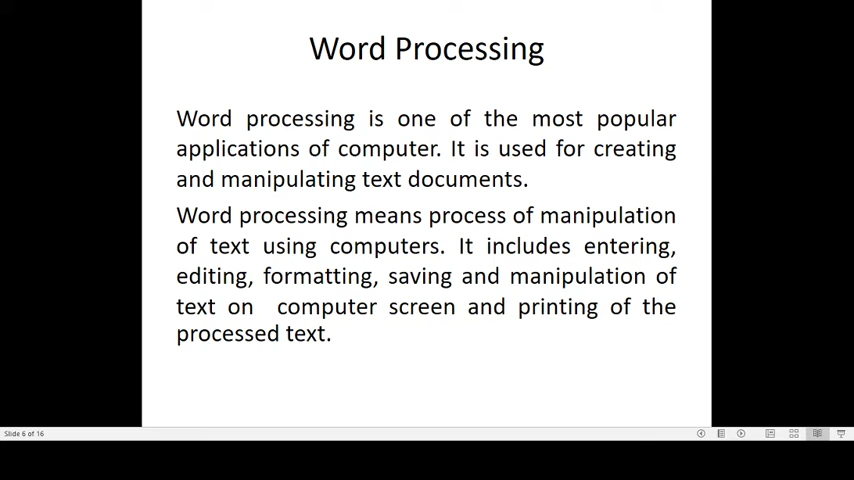 Word Processing
Word processing is one of the most popular
applications of computer. It is used for creating
and manipulating text documents.
Word processing means process of manipulation
of text using computers. It includes entering,
editing, formatting, saving and manipulation of
text on  computer screen and printing of the
processed text.
Slide 6 of 16